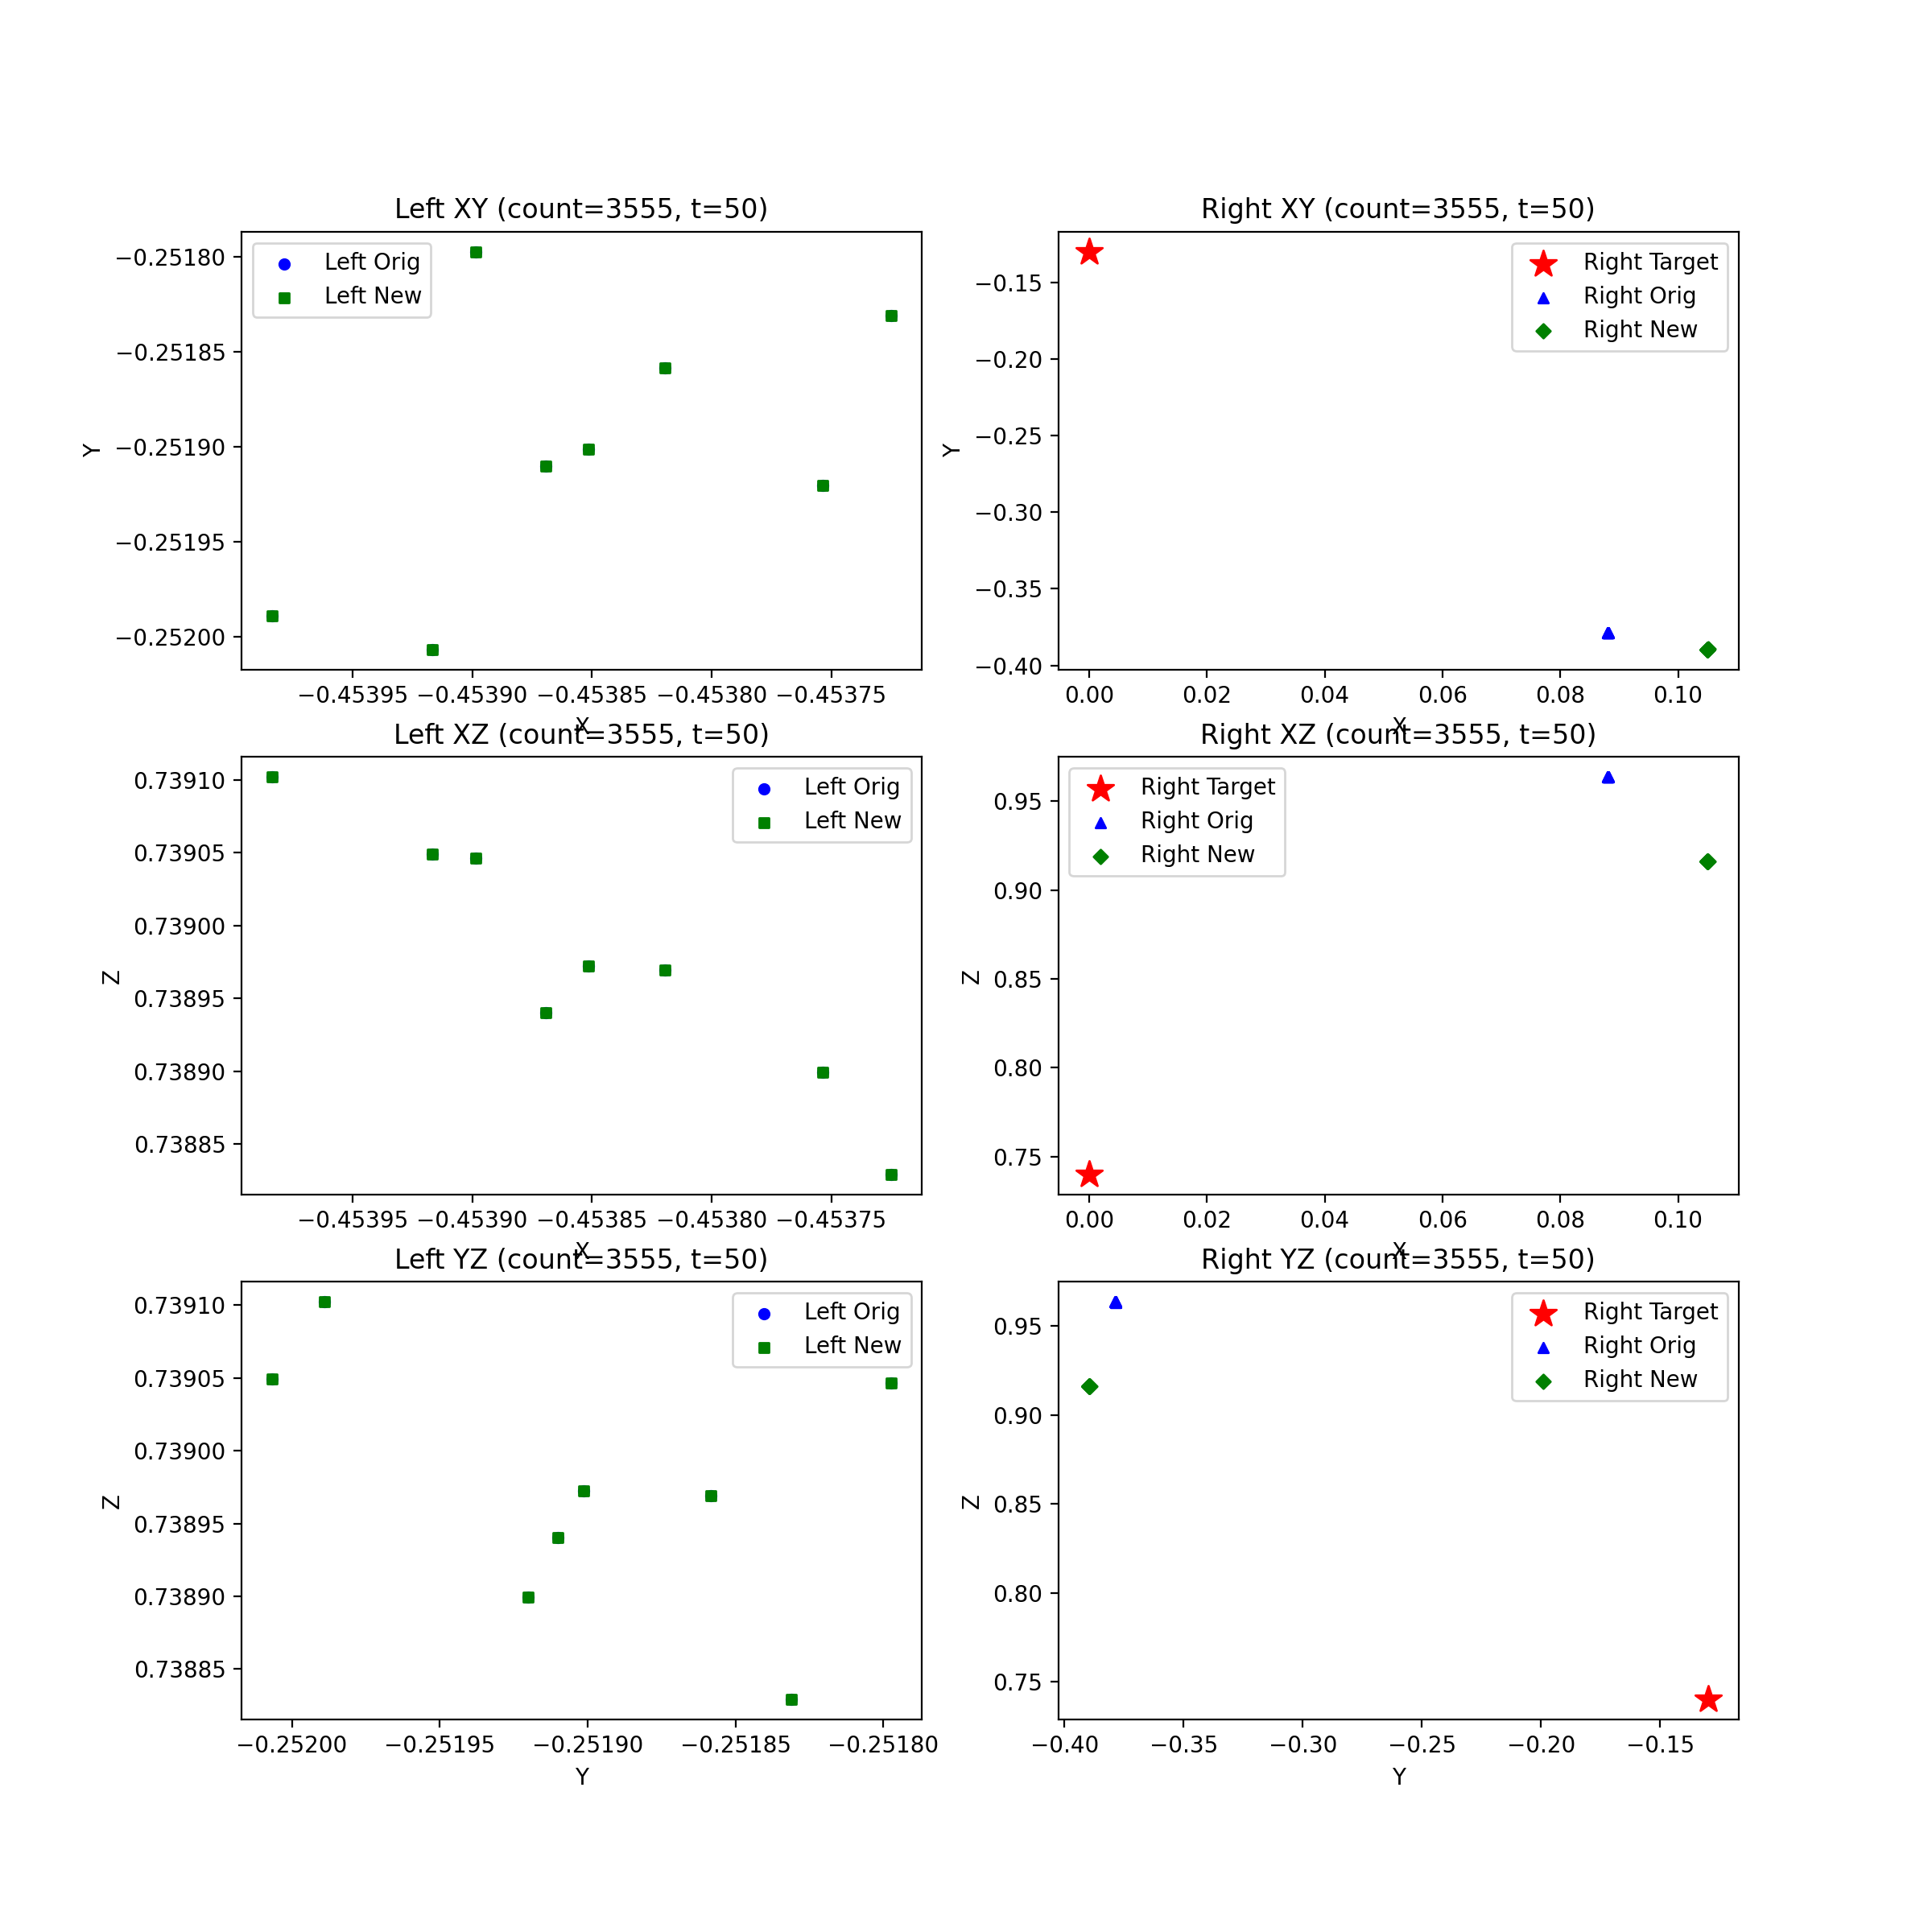 Left XY (count=3555, t=50)
Left Orig
Left New
Y
−0.25180
−0.25185
−0.25190
−0.25195
−0.25200
−0.45395 −0.45390 −0.45385 −0.45380 −0.45375
X
Right XY (count=3555, t=50)
Right Target
Right Orig
Right New
Y
−0.15
−0.20
−0.25
−0.30
−0.35
−0.40
0.00 0.02 0.04 0.06 0.08 0.10
X
Left XZ (count=3555, t=50)
Left Orig
Left New
Z
0.73910
0.73905
0.73900
0.73895
0.73890
0.73885
−0.45395 −0.45390 −0.45385 −0.45380 −0.45375
X
Right XZ (count=3555, t=50)
Right Target
Right Orig
Right New
Z
0.95
0.90
0.85
0.80
0.75
0.00 0.02 0.04 0.06 0.08 0.10
X
Left YZ (count=3555, t=50)
Left Orig
Left New
Z
0.73910
0.73905
0.73900
0.73895
0.73890
0.73885
−0.25200 −0.25195 −0.25190 −0.25185 −0.25180
Y
Right YZ (count=3555, t=50)
Right Target
Right Orig
Right New
Z
0.95
0.90
0.85
0.80
0.75
−0.40 −0.35 −0.30 −0.25 −0.20 −0.15
Y